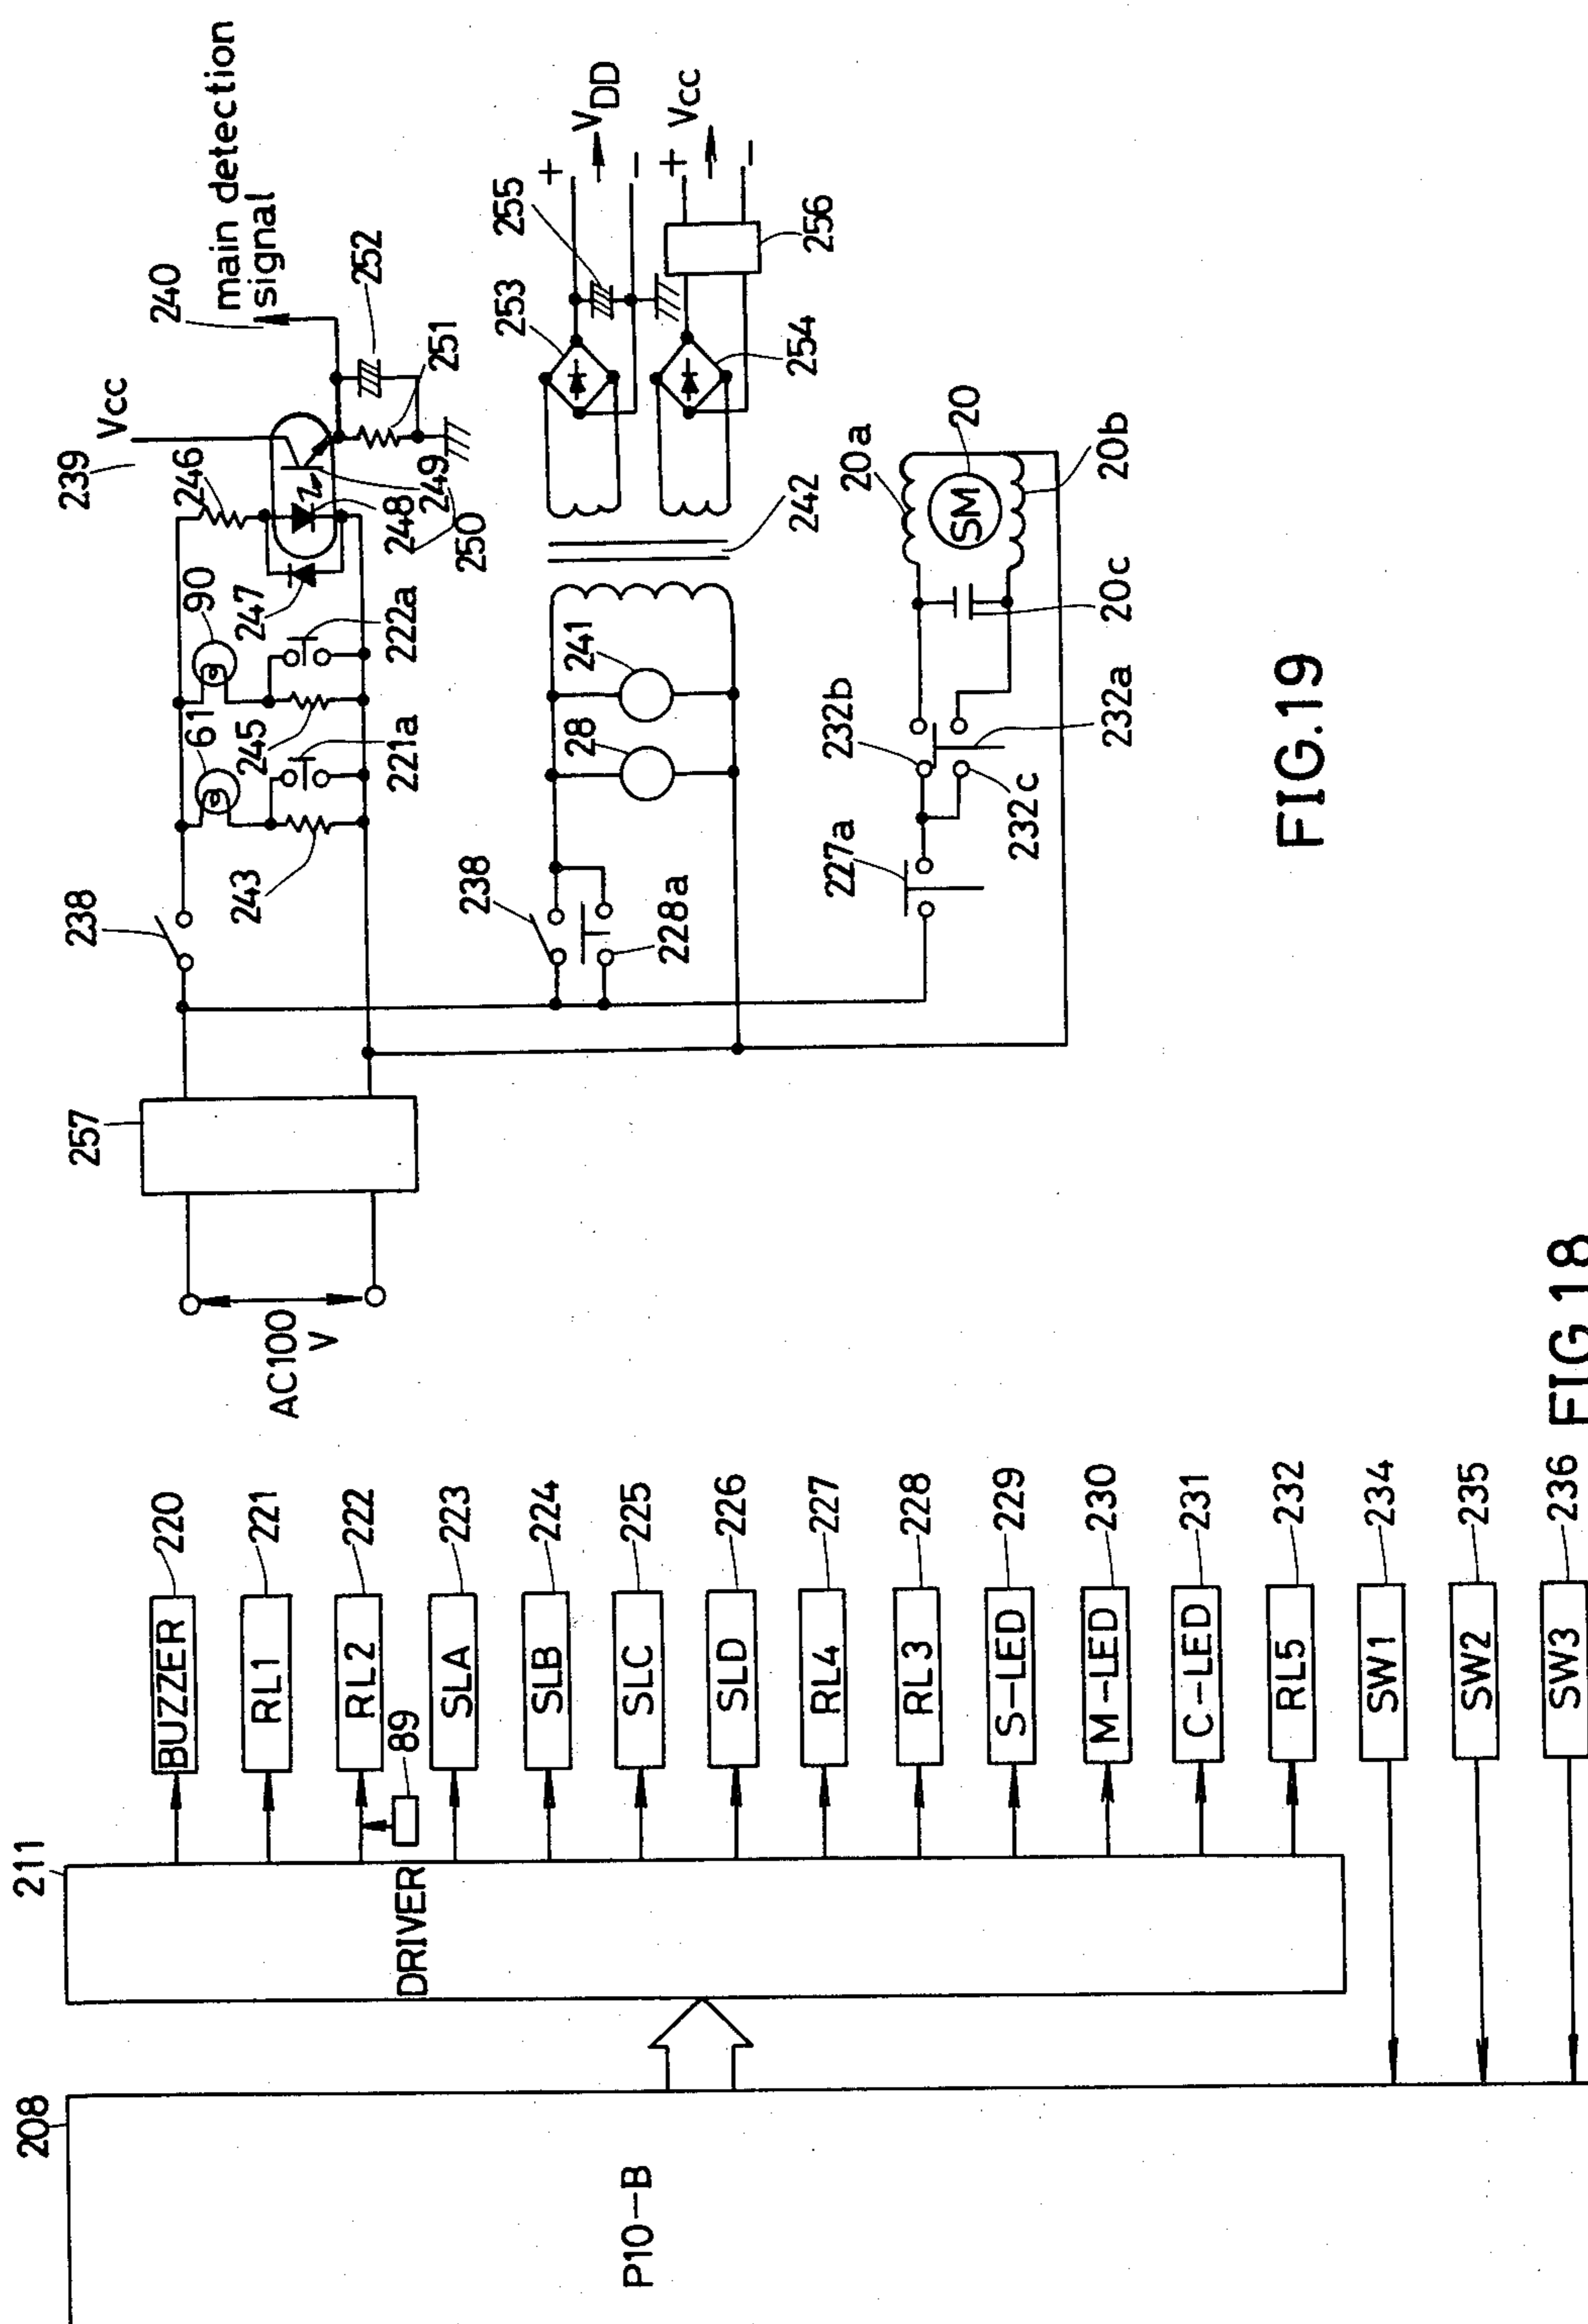 239
Vcc
240
main detection
signal
246
90
61
238
247
245
243
222a
221a
248
249
250
251
252
257
AC100
V
238
228a
28
241
242
253
255
254
256
+
VDD
−
+
Vcc
−
227a
232b
232c
232a
20a
SM
20
20b
20c
FIG.19
208
P10-B
211
DRIVER
BUZZER
220
RL1
221
RL2
222
89
SLA
223
SLB
224
SLC
225
SLD
226
RL4
227
RL3
228
S-LED
229
M-LED
230
C-LED
231
RL5
232
SW1
234
SW2
235
SW3
236
FIG.18